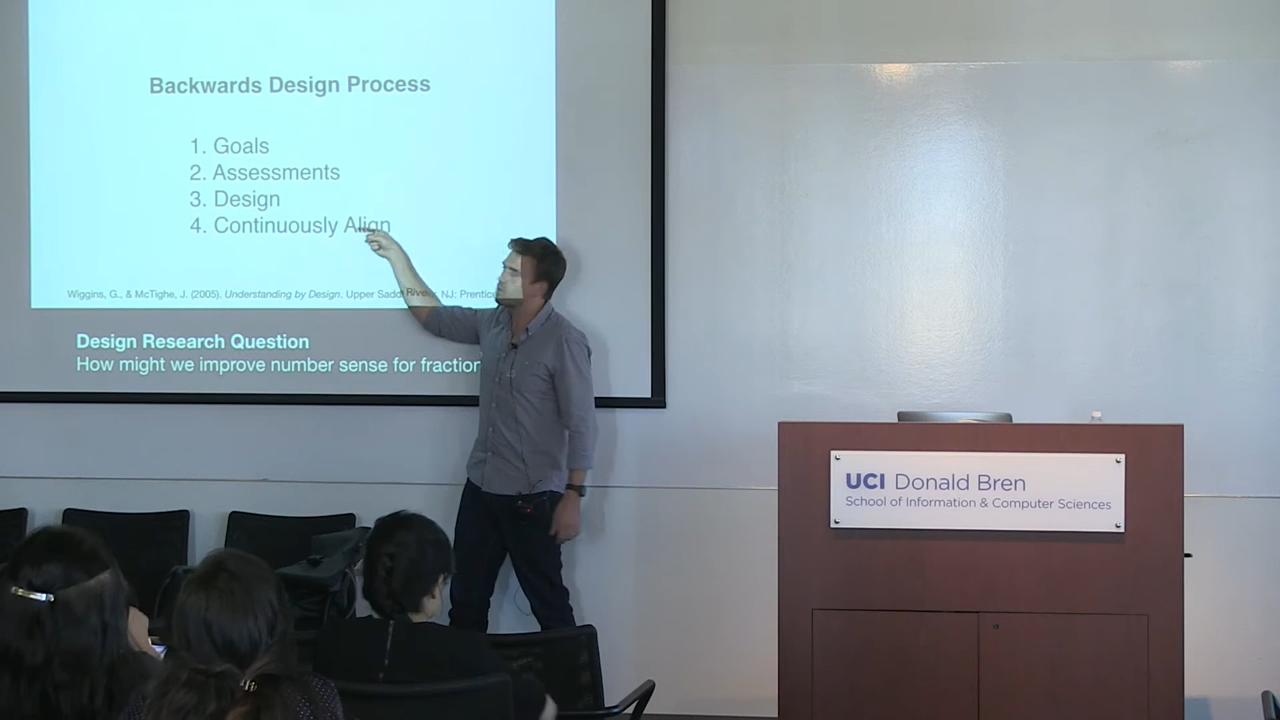 Backwards Design Process
1. Goals
2. Assessments
3. Design
4. Continuously Align
Wiggins, G., & McTighe, J. (2005). Understanding by Design. Upper Saddle River, NJ:
Design Research Question
How might we improve number sense for
UCI Donald Bren
School of Information & Computer Sciences